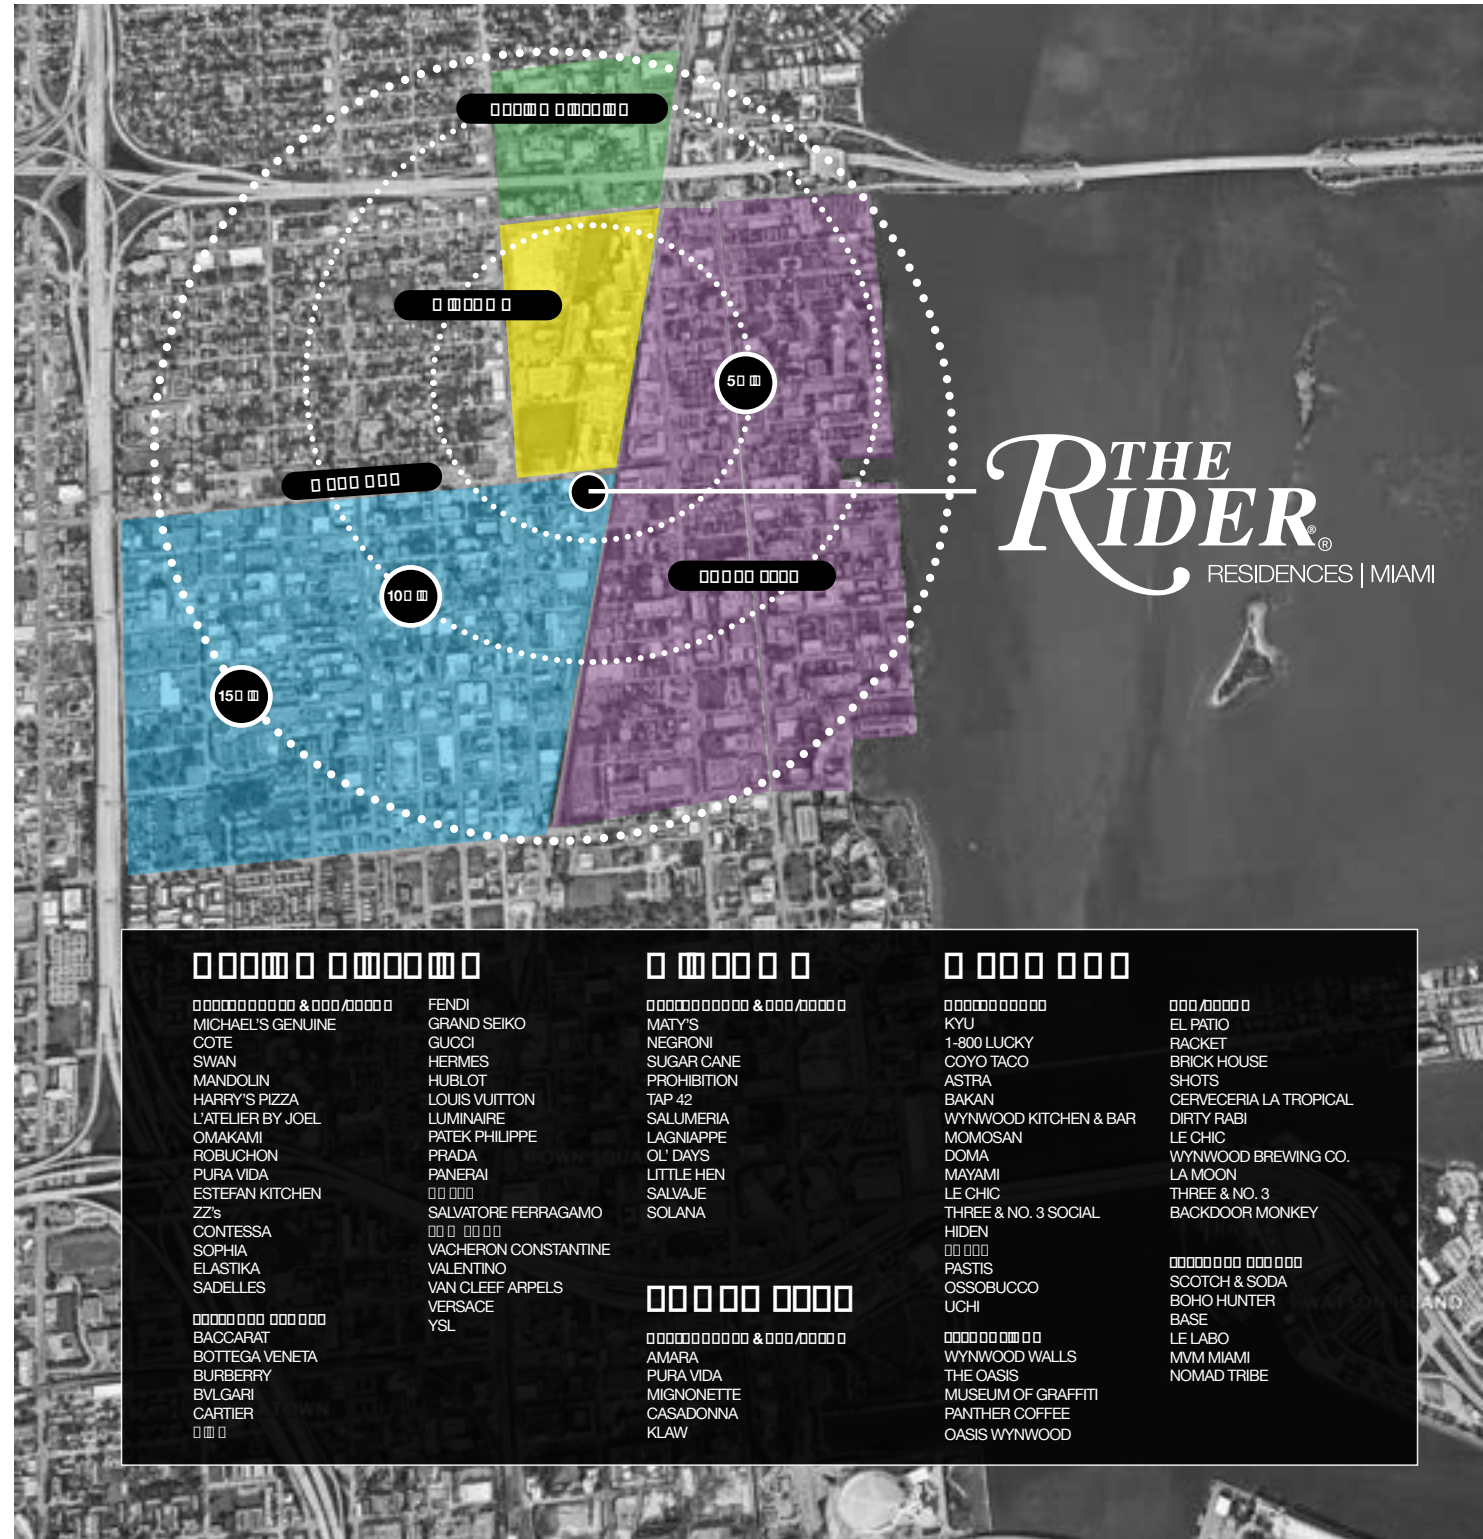 THE
RIDER®
®
RESIDENCES | MIAMI
5
10
15
&
/
MICHAEL'S GENUINE
COTE
SWAN
MANDOLIN
HARRY'S PIZZA
L'ATELIER BY JOEL
OMAKAMI
ROBUCHON
PURA VIDA
ESTEFAN KITCHEN
ZZ's
CONTESSA
SOPHIA
ELASTIKA
SADELLES
BACCARAT
BOTTEGA VENETA
BURBERRY
BVLGARI
CARTIER
FENDI
GRAND SEIKO
GUCCI
HERMES
HUBLOT
LOUIS VUITTON
LUMINAIRE
PATEK PHILIPPE
PRADA
PANERAI
SALVATORE FERRAGAMO
VACHERON CONSTANTINE
VALENTINO
VAN CLEEF ARPELS
VERSACE
YSL
&
/
MATY'S
NEGRONI
SUGAR CANE
PROHIBITION
TAP 42
SALUMERIA
LAGNIAPPE
OL' DAYS
LITTLE HEN
SALVAJE
SOLANA
&
/
AMARA
PURA VIDA
MIGNONETTE
CASADONNA
KLAW
KYU
1-800 LUCKY
COYO TACO
ASTRA
BAKAN
WYNWOOD KITCHEN & BAR
MOMOSAN
DOMA
MAYAMI
LE CHIC
THREE & NO. 3 SOCIAL
HIDEN
PASTIS
OSSOBUCCO
UCHI
WYNWOOD WALLS
THE OASIS
MUSEUM OF GRAFFITI
PANTHER COFFEE
OASIS WYNWOOD
/
EL PATIO
RACKET
BRICK HOUSE
SHOTS
CERVECERIA LA TROPICAL
DIRTY RABI
LE CHIC
WYNWOOD BREWING CO.
LA MOON
THREE & NO. 3
BACKDOOR MONKEY
SCOTCH & SODA
BOHO HUNTER
BASE
LE LABO
MVM MIAMI
NOMAD TRIBE